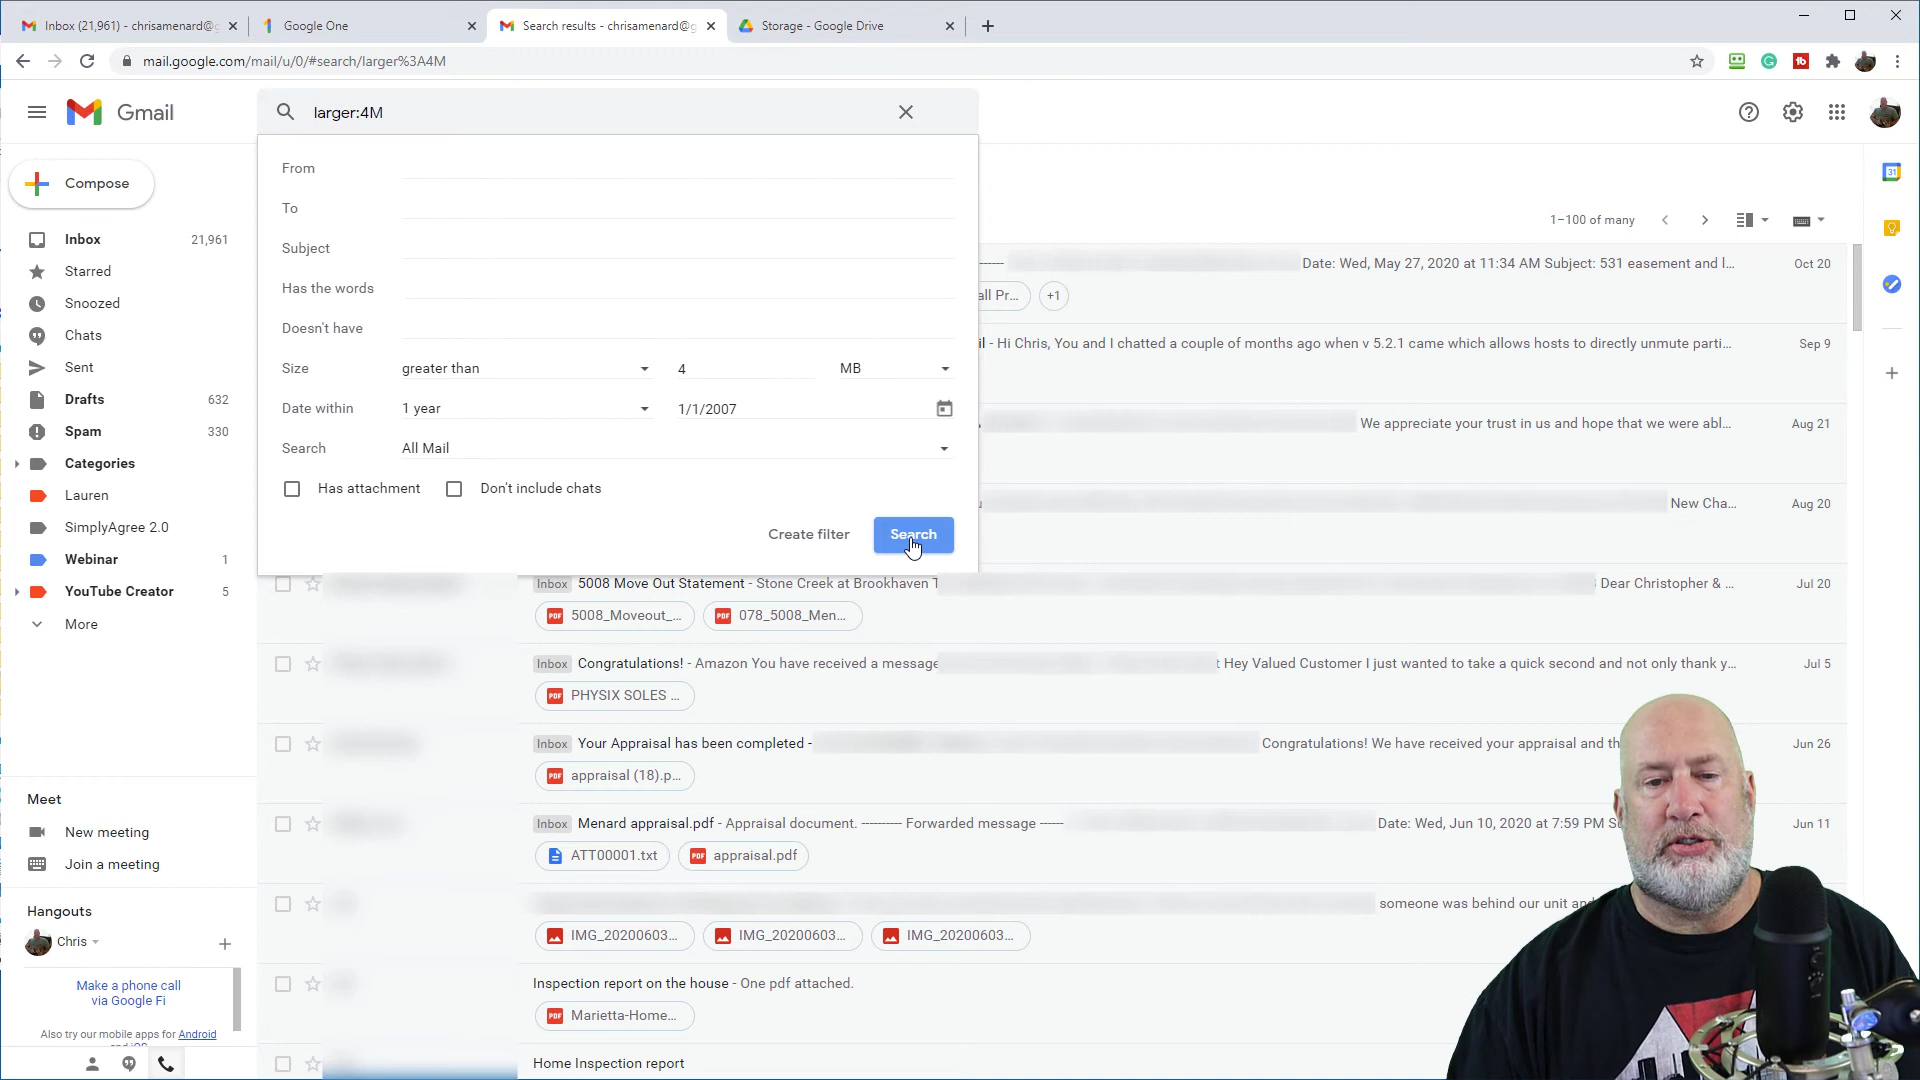 Inbox (21,961) - chrisamenard@g
Google One
Search results - chrisamenard@g
Storage - Google Drive
mail.google.com/mail/u/0/#search/larger%3A4M
Gmail
larger:4M
Compose
Inbox 21,961
Starred
Snoozed
Chats
Sent
Drafts 632
Spam 330
Categories
Lauren
SimplyAgree 2.0
Webinar 1
YouTube Creator 5
More
Meet
New meeting
Join a meeting
Hangouts
Chris
Make a phone call
via Google Fi
Also try our mobile apps for Android
From
To
Subject
Has the words
Doesn't have
Size greater than 4 MB
Date within 1 year 1/1/2007
Search All Mail
Has attachment Don't include chats
Create filter Search
1–100 of many
Date: Wed, May 27, 2020 at 11:34 AM Subject: 531 easement and l... Oct 20
all Pr... +1
il - Hi Chris, You and I chatted a couple of months ago when v 5.2.1 came which allows hosts to directly unmute parti... Sep 9
We appreciate your trust in us and hope that we were abl... Aug 21
New Cha... Aug 20
Inbox 5008 Move Out Statement - Stone Creek at Brookhaven T Dear Christopher & ... Jul 20
PDF 5008_Moveout_... PDF 078_5008_Men...
Inbox Congratulations! - Amazon You have received a message t Hey Valued Customer I just wanted to take a quick second and not only thank y... Jul 5
PDF PHYSIX SOLES ...
Inbox Your Appraisal has been completed - Congratulations! We have received your appraisal and th Jun 26
PDF appraisal (18).p...
Inbox Menard appraisal.pdf - Appraisal document. ---------- Forwarded message ------ Date: Wed, Jun 10, 2020 at 7:59 PM Su Jun 11
ATT00001.txt PDF appraisal.pdf
someone was behind our unit an
IMG_20200603... IMG_20200603... IMG_20200603...
Inspection report on the house - One pdf attached.
PDF Marietta-Home...
Home Inspection report